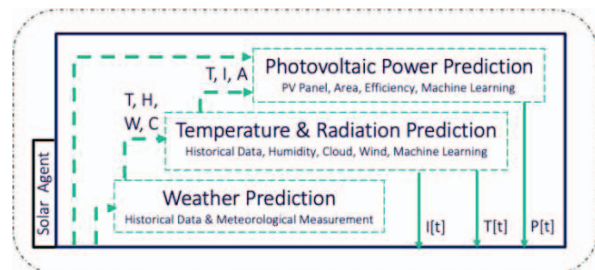 Photovoltaic Power Prediction
PV Panel, Area, Efficiency, Machine Learning
T, I, A
T, H,
W, C
Temperature & Radiation Prediction
Historical Data, Humidity, Cloud, Wind, Machine Learning
Solar Agent
Weather Prediction
Historical Data & Meteorological Measurement
I[t]
T[t]
P[t]